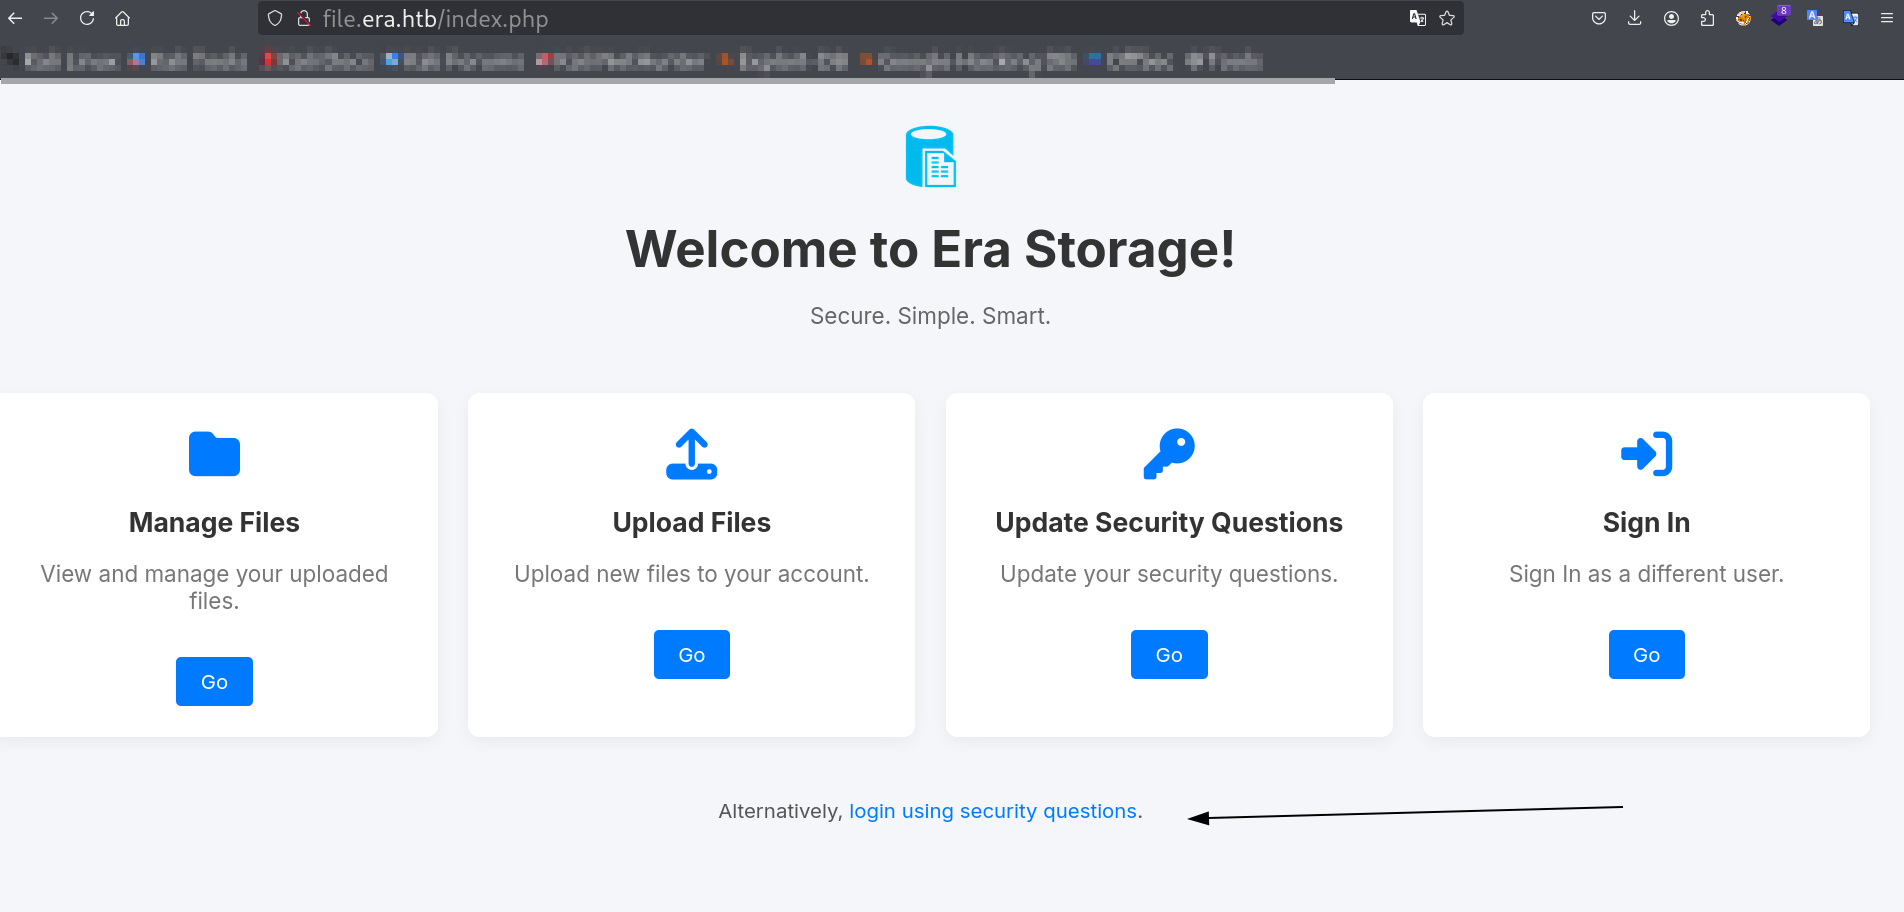 file.era.htb/index.php
8
Welcome to Era Storage!
Secure. Simple. Smart.
Manage Files
View and manage your uploaded
files.
Go
Upload Files
Upload new files to your account.
Go
Update Security Questions
Update your security questions.
Go
Sign In
Sign In as a different user.
Go
Alternatively, login using security questions.